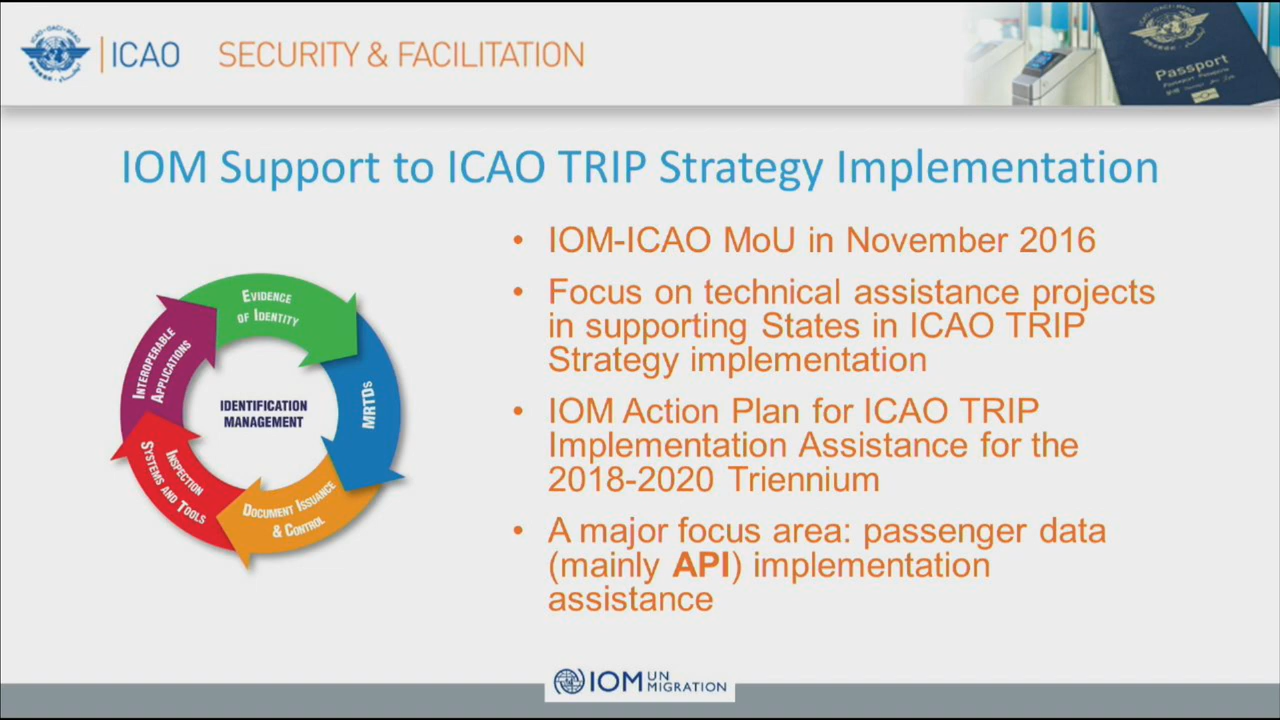 ICAO SECURITY & FACILITATION
Passport
IOM Support to ICAO TRIP Strategy Implementation
EVIDENCE
OF IDENTITY
MRTDs
DOCUMENT ISSUANCE
& CONTROL
INSPECTION
SYSTEMS AND TOOLS
INTEROPERABLE
APPLICATIONS
IDENTIFICATION
MANAGEMENT
• IOM-ICAO MoU in November 2016
• Focus on technical assistance projects
in supporting States in ICAO TRIP
Strategy implementation
• IOM Action Plan for ICAO TRIP
Implementation Assistance for the
2018-2020 Triennium
• A major focus area: passenger data
(mainly API) implementation
assistance
IOM UN
MIGRATION